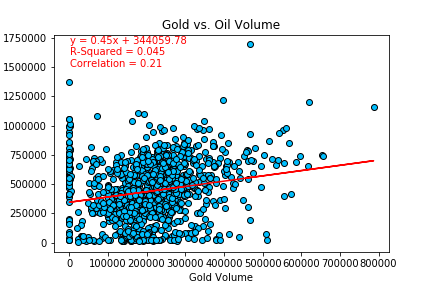 Gold vs. Oil Volume
y = 0.45x + 344059.78
R-Squared = 0.045
Correlation = 0.21
1750000
1500000
1250000
1000000
750000
500000
250000
0
0 100000 200000 300000 400000 500000 600000 700000 800000
Gold Volume